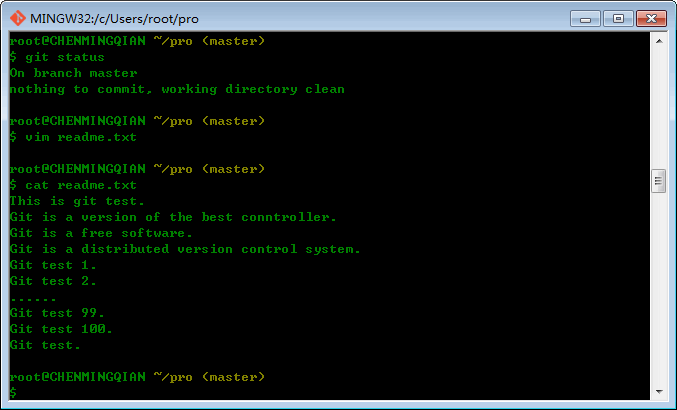 MINGW32:/c/Users/root/pro
root@CHENMINGQIAN ~/pro (master)
$ git status
On branch master
nothing to commit, working directory clean
root@CHENMINGQIAN ~/pro (master)
$ vim readme.txt
root@CHENMINGQIAN ~/pro (master)
$ cat readme.txt
This is git test.
Git is a version of the best conntroller.
Git is a free software.
Git is a distributed version control system.
Git test 1.
Git test 2.
......
Git test 99.
Git test 100.
Git test.
root@CHENMINGQIAN ~/pro (master)
$